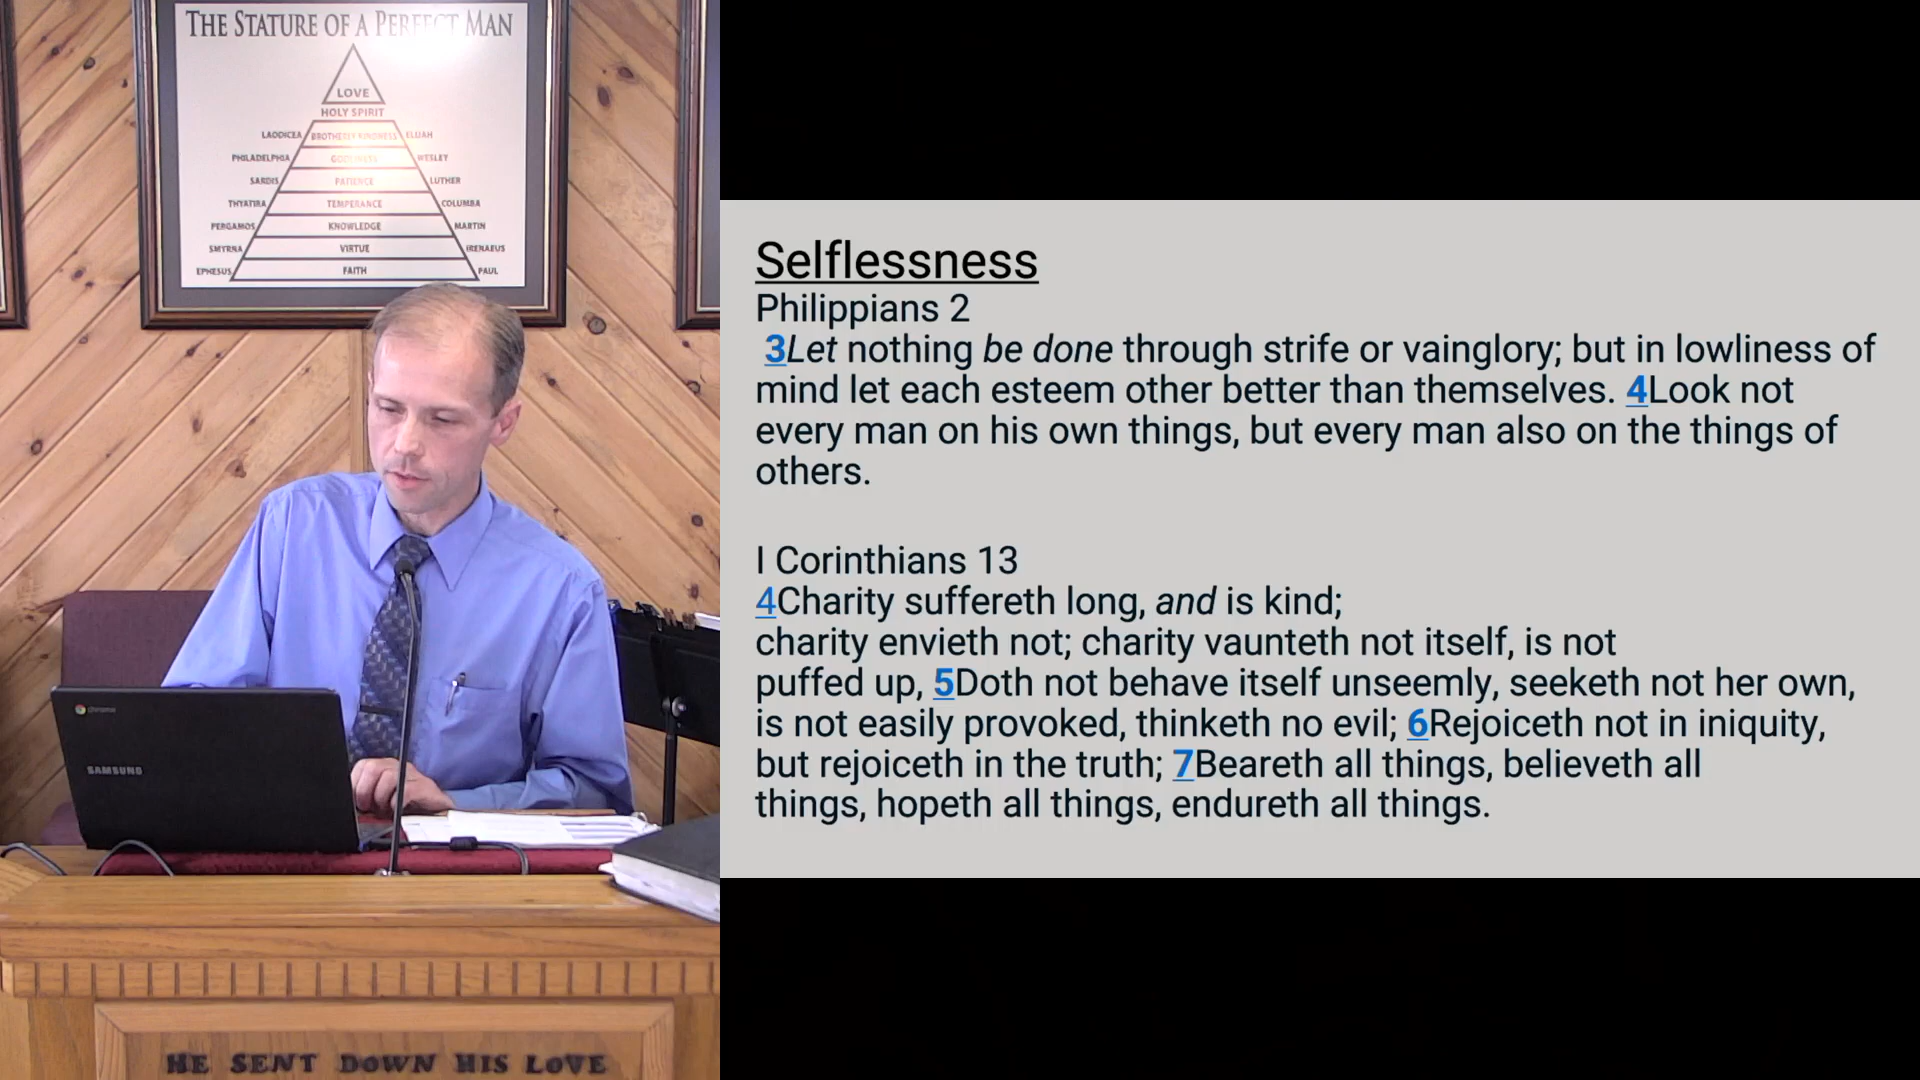 THE STATURE OF A PERFECT MAN
LOVE
HOLY SPIRIT
LAODICEA BROTHERLY KINDNESS ELIJAH
PHILADELPHIA GODLINESS WESLEY
SARDIS PATIENCE LUTHER
THYATIRA TEMPERANCE COLUMBA
PERGAMOS KNOWLEDGE MARTIN
SMYRNA VIRTUE IRENAEUS
EPHESUS FAITH PAUL
chrome
SAMSUNG
HE SENT DOWN HIS LOVE
Selflessness
Philippians 2
3Let nothing be done through strife or vainglory; but in lowliness of
mind let each esteem other better than themselves. 4Look not
every man on his own things, but every man also on the things of
others.
I Corinthians 13
4Charity suffereth long, and is kind;
charity envieth not; charity vaunteth not itself, is not
puffed up, 5Doth not behave itself unseemly, seeketh not her own,
is not easily provoked, thinketh no evil; 6Rejoiceth not in iniquity,
but rejoiceth in the truth; 7Beareth all things, believeth all
things, hopeth all things, endureth all things.